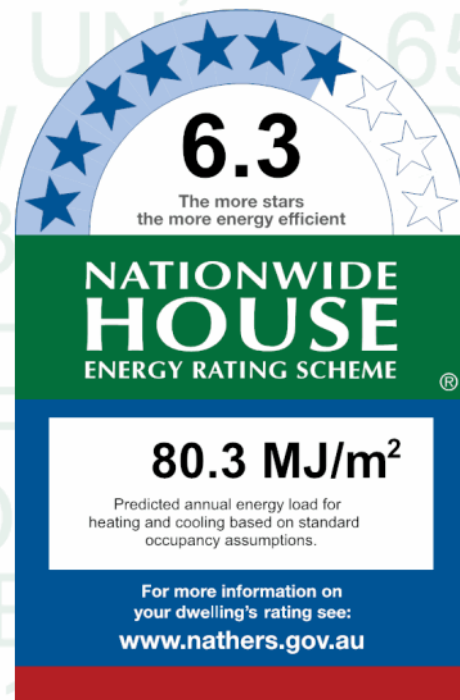 6.3
The more stars
the more energy efficient
NATIONWIDE
HOUSE
ENERGY RATING SCHEME
®
80.3 MJ/m²
Predicted annual energy load for
heating and cooling based on standard
occupancy assumptions.
For more information on
your dwelling's rating see:
www.nathers.gov.au